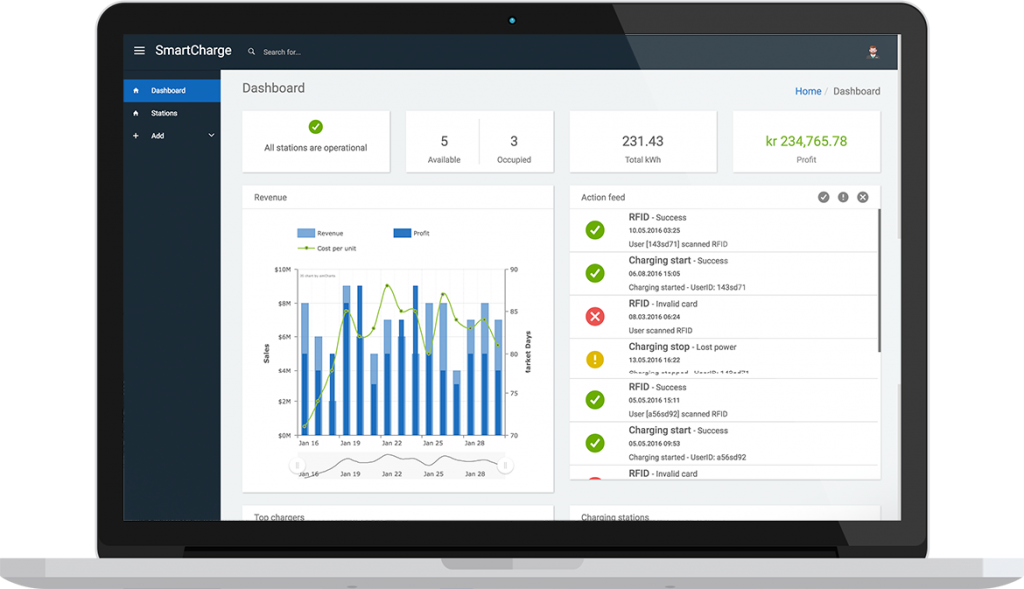 SmartCharge
Search for...
Dashboard
Stations
Add
Dashboard
Home / Dashboard
All stations are operational
5
Available
3
Occupied
231.43
Total kWh
kr 234,765.78
Profit
Revenue
Revenue
Profit
Cost per unit
$10M
$8M
$6M
$4M
$2M
$0M
Sales
90
85
80
75
70
farket Days
Jan 16
Jan 19
Jan 22
Jan 25
Jan 28
Jan 16
Jan 19
Jan 22
Jan 25
Jan 28
Action feed
RFID - Success
10.05.2016 03:25
User [143sd71] scanned RFID
Charging start - Success
06.08.2016 15:05
Charging started - UserID: 143sd71
RFID - Invalid card
08.03.2016 06:24
User scanned RFID
Charging stop - Lost power
13.05.2016 16:22
Charging stopped - UserID: 143sd71
RFID - Success
05.05.2016 15:11
User [a56sd92] scanned RFID
Charging start - Success
05.05.2016 09:53
Charging started - UserID: a56sd92
RFID - Invalid card
Top chargers
Charging stations